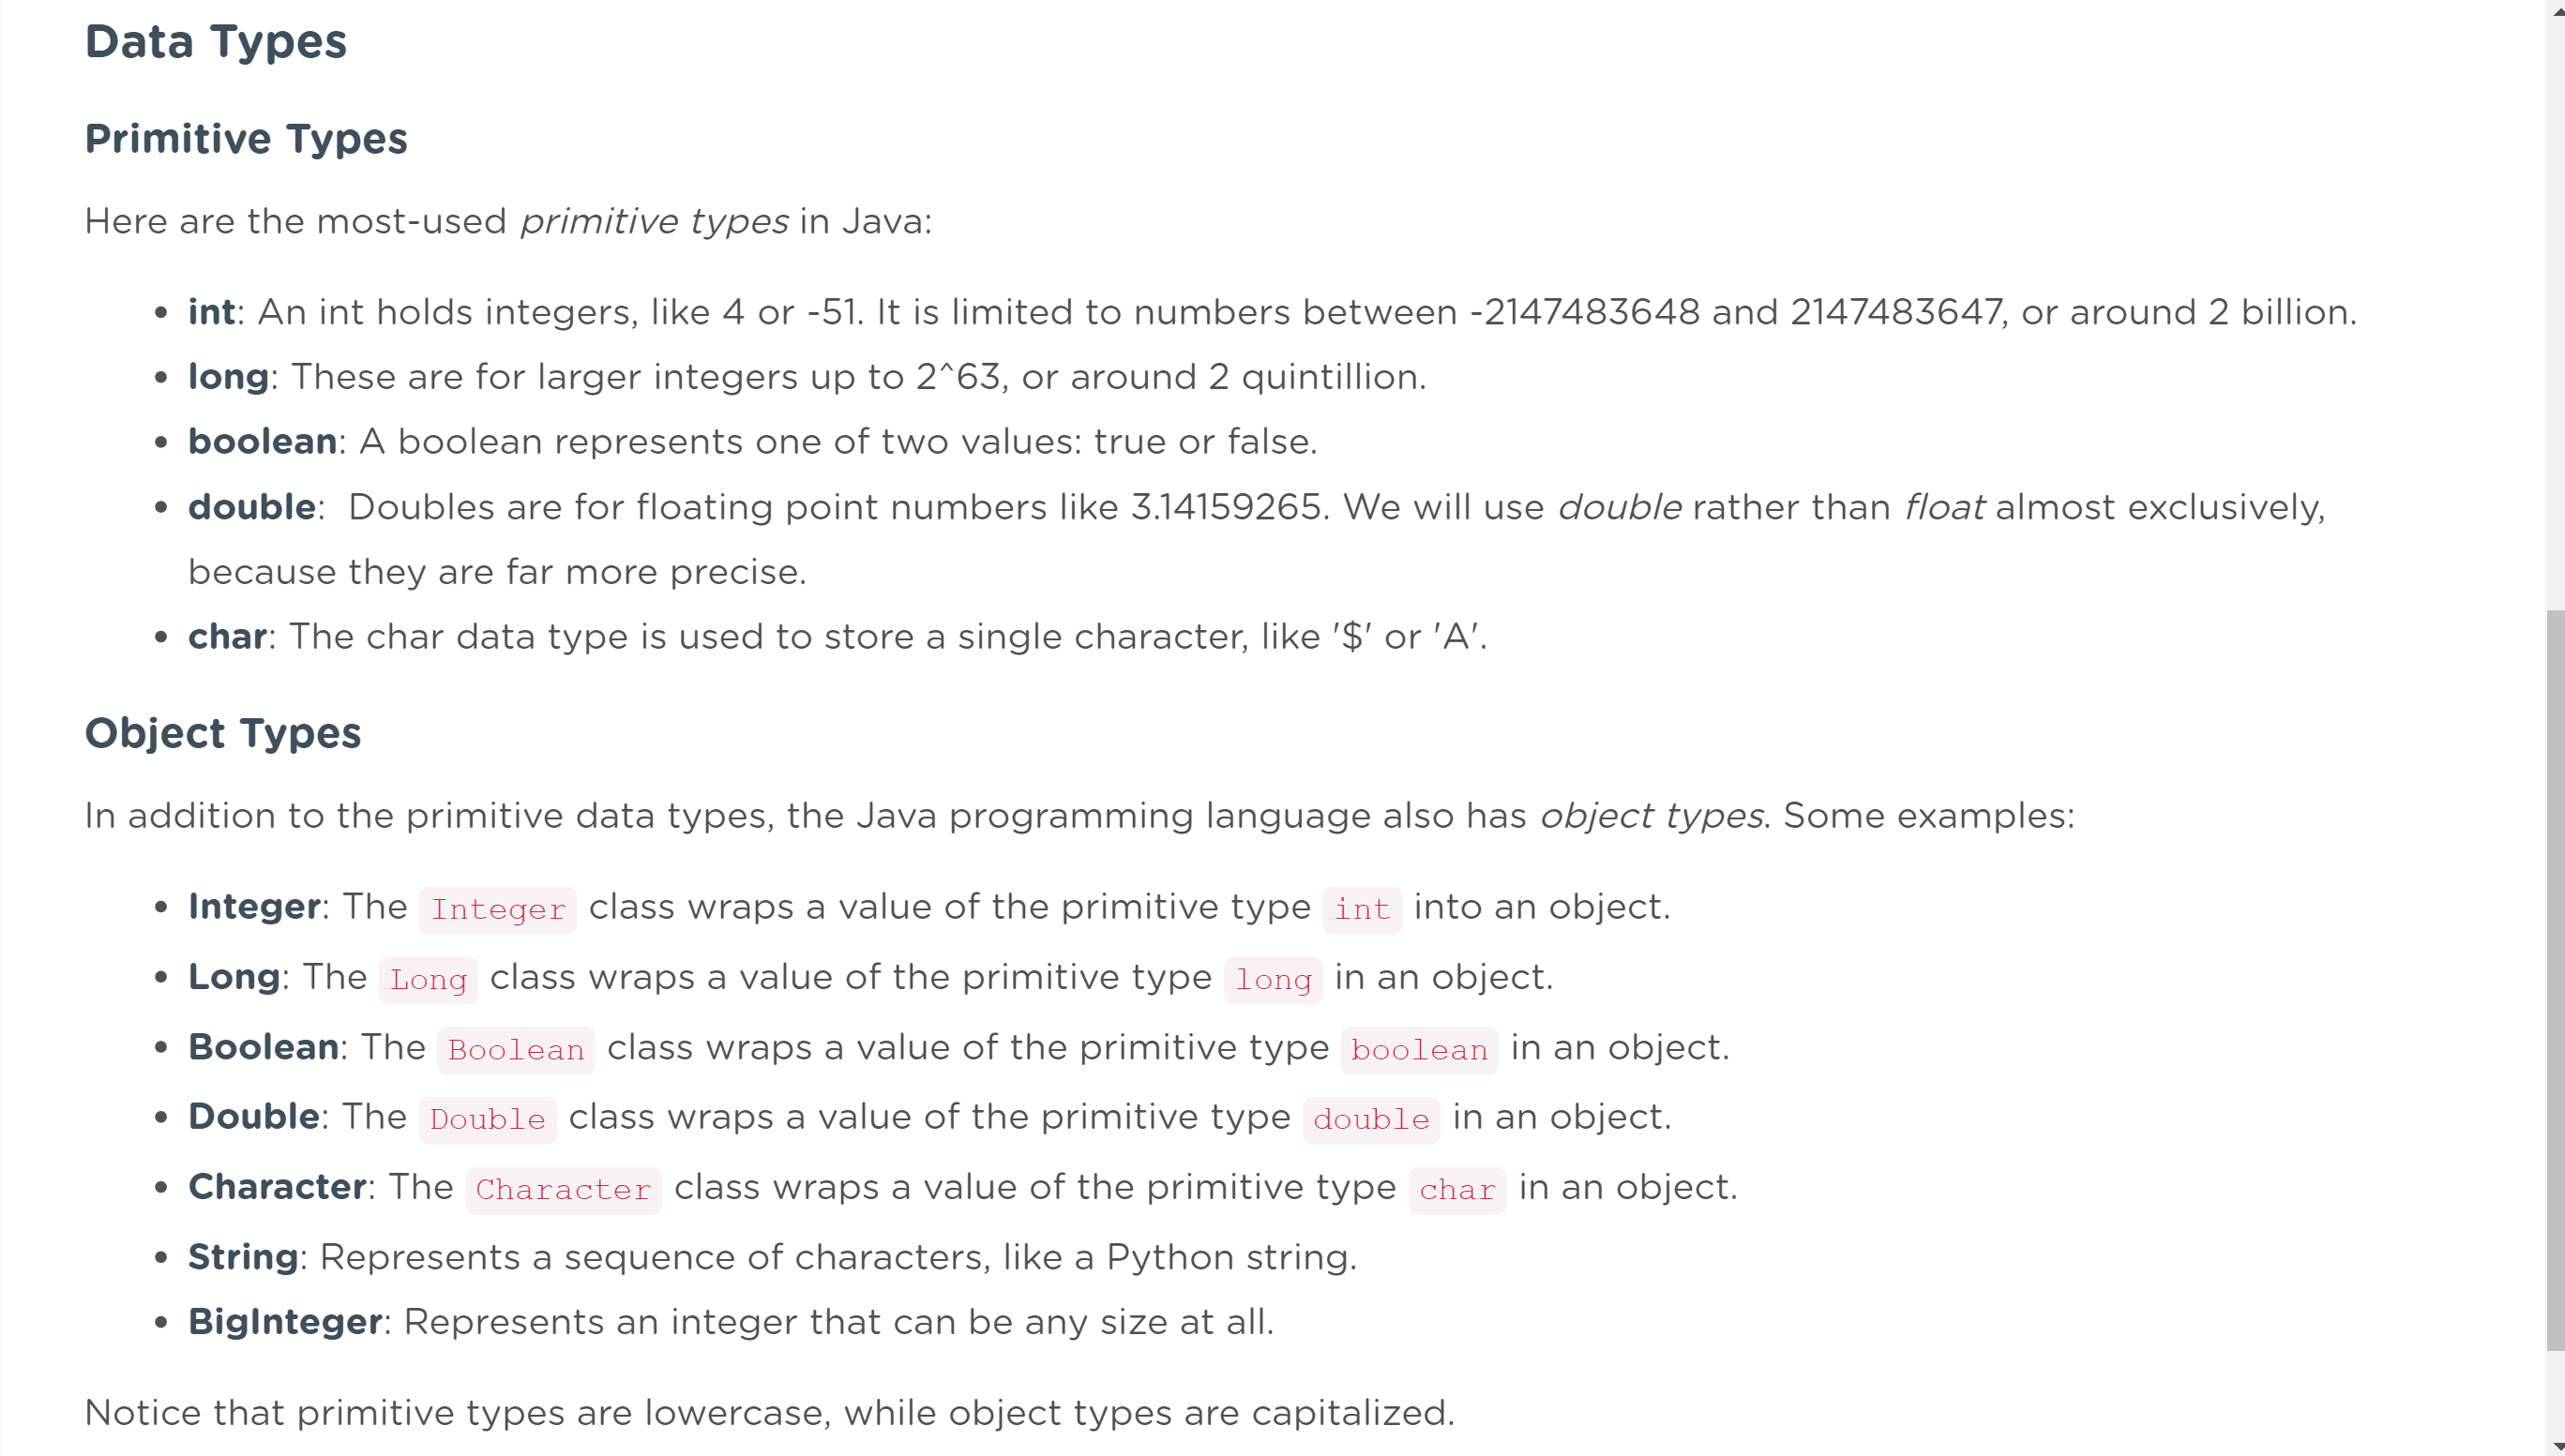 Data Types
Primitive Types
Here are the most-used primitive types in Java:
• int: An int holds integers, like 4 or -51. It is limited to numbers between -2147483648 and 2147483647, or around 2 billion.
• long: These are for larger integers up to 2^63, or around 2 quintillion.
• boolean: A boolean represents one of two values: true or false.
• double:  Doubles are for floating point numbers like 3.14159265. We will use double rather than float almost exclusively,
because they are far more precise.
• char: The char data type is used to store a single character, like '$' or 'A'.
Object Types
In addition to the primitive data types, the Java programming language also has object types. Some examples:
• Integer: The Integer class wraps a value of the primitive type int into an object.
• Long: The Long class wraps a value of the primitive type long in an object.
• Boolean: The Boolean class wraps a value of the primitive type boolean in an object.
• Double: The Double class wraps a value of the primitive type double in an object.
• Character: The Character class wraps a value of the primitive type char in an object.
• String: Represents a sequence of characters, like a Python string.
• BigInteger: Represents an integer that can be any size at all.
Notice that primitive types are lowercase, while object types are capitalized.